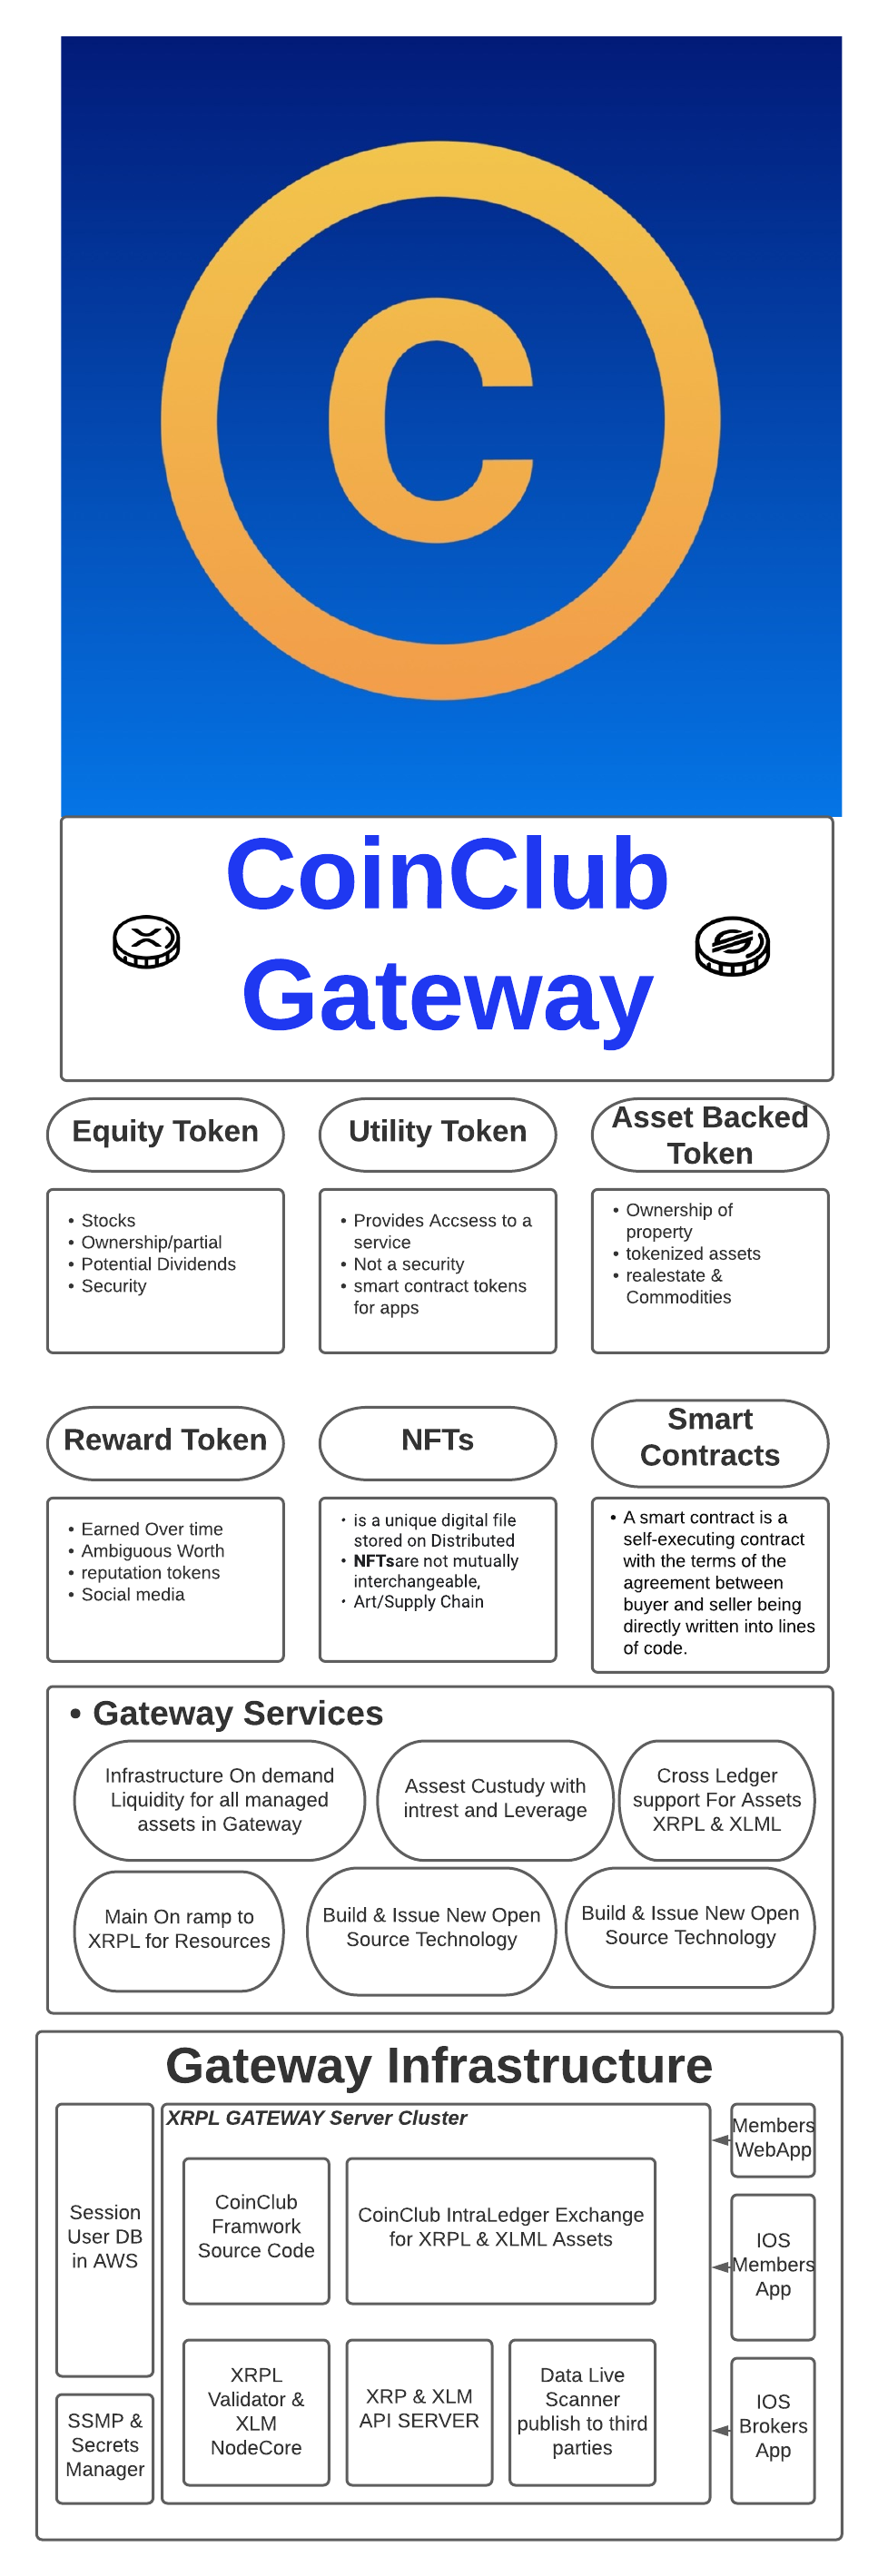 C
CoinClub
Gateway
Equity Token
Utility Token
Asset Backed
Token
• Stocks
• Ownership/partial
• Potential Dividends
• Security
• Provides Accsess to a
service
• Not a security
• smart contract tokens
for apps
• Ownership of
property
• tokenized assets
• realestate &
Commodities
Reward Token
NFTs
Smart
Contracts
• Earned Over time
• Ambiguous Worth
• reputation tokens
• Social media
• is a unique digital file
stored on Distributed
• NFTsare not mutually
interchangeable,
• Art/Supply Chain
• A smart contract is a
self-executing contract
with the terms of the
agreement between
buyer and seller being
directly written into lines
of code.
• Gateway Services
Infrastructure On demand
Liquidity for all managed
assets in Gateway
Assest Custudy with
intrest and Leverage
Cross Ledger
support For Assets
XRPL & XLML
Main On ramp to
XRPL for Resources
Build & Issue New Open
Source Technology
Build & Issue New Open
Source Technology
Gateway Infrastructure
Session
User DB
in AWS
SSMP &
Secrets
Manager
XRPL GATEWAY Server Cluster
CoinClub
Framwork
Source Code
CoinClub IntraLedger Exchange
for XRPL & XLML Assets
XRPL
Validator &
XLM
NodeCore
XRP & XLM
API SERVER
Data Live
Scanner
publish to third
parties
Members
WebApp
IOS
Members
App
IOS
Brokers
App